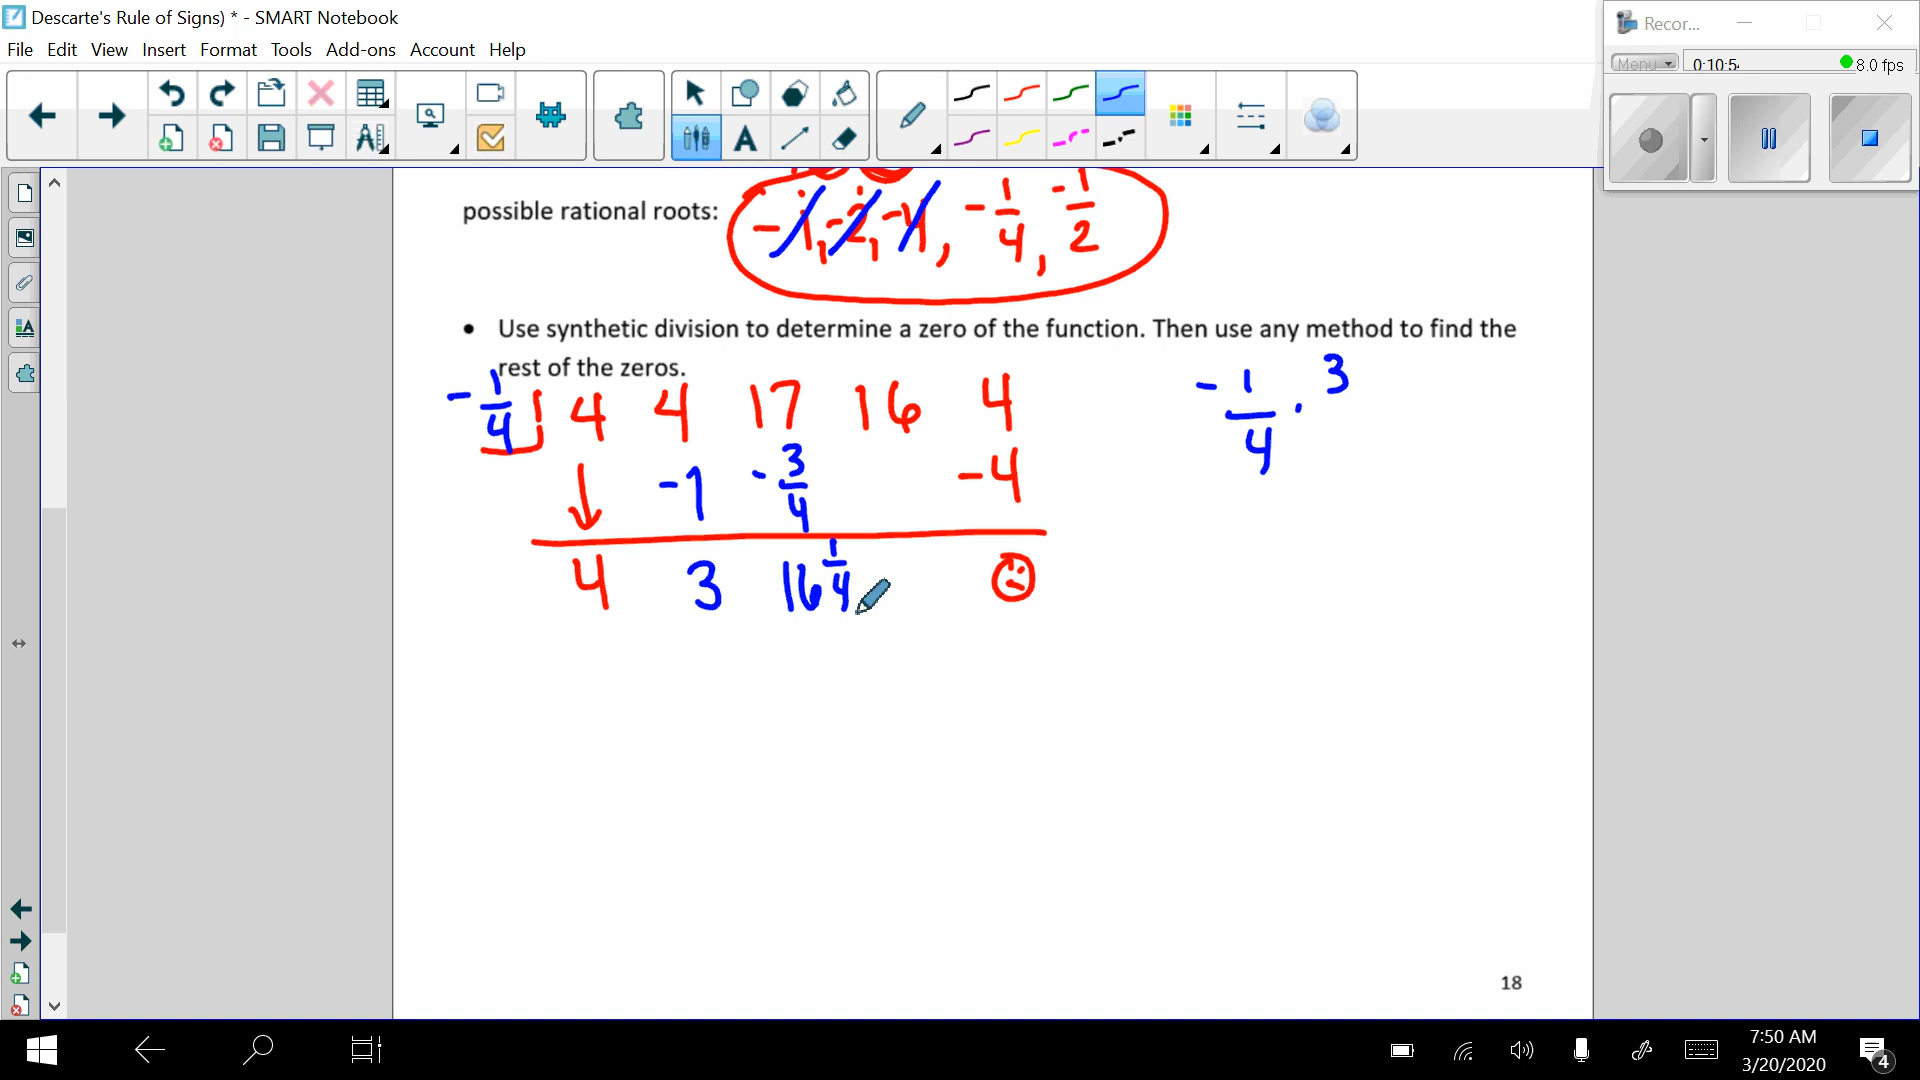 Descarte's Rule of Signs) * - SMART Notebook
File Edit View Insert Format Tools Add-ons Account Help
Recor...
Menu 0:10:54 8.0 fps
possible rational roots: -1, -2, -4, -1/4, -1/2
• Use synthetic division to determine a zero of the function. Then use any method to find the
rest of the zeros.
-1/4 4 4 17 16 4
-1 -3/4 -4
4 3 16 1/4
-1/4 · 3
18
7:50 AM
3/20/2020
4